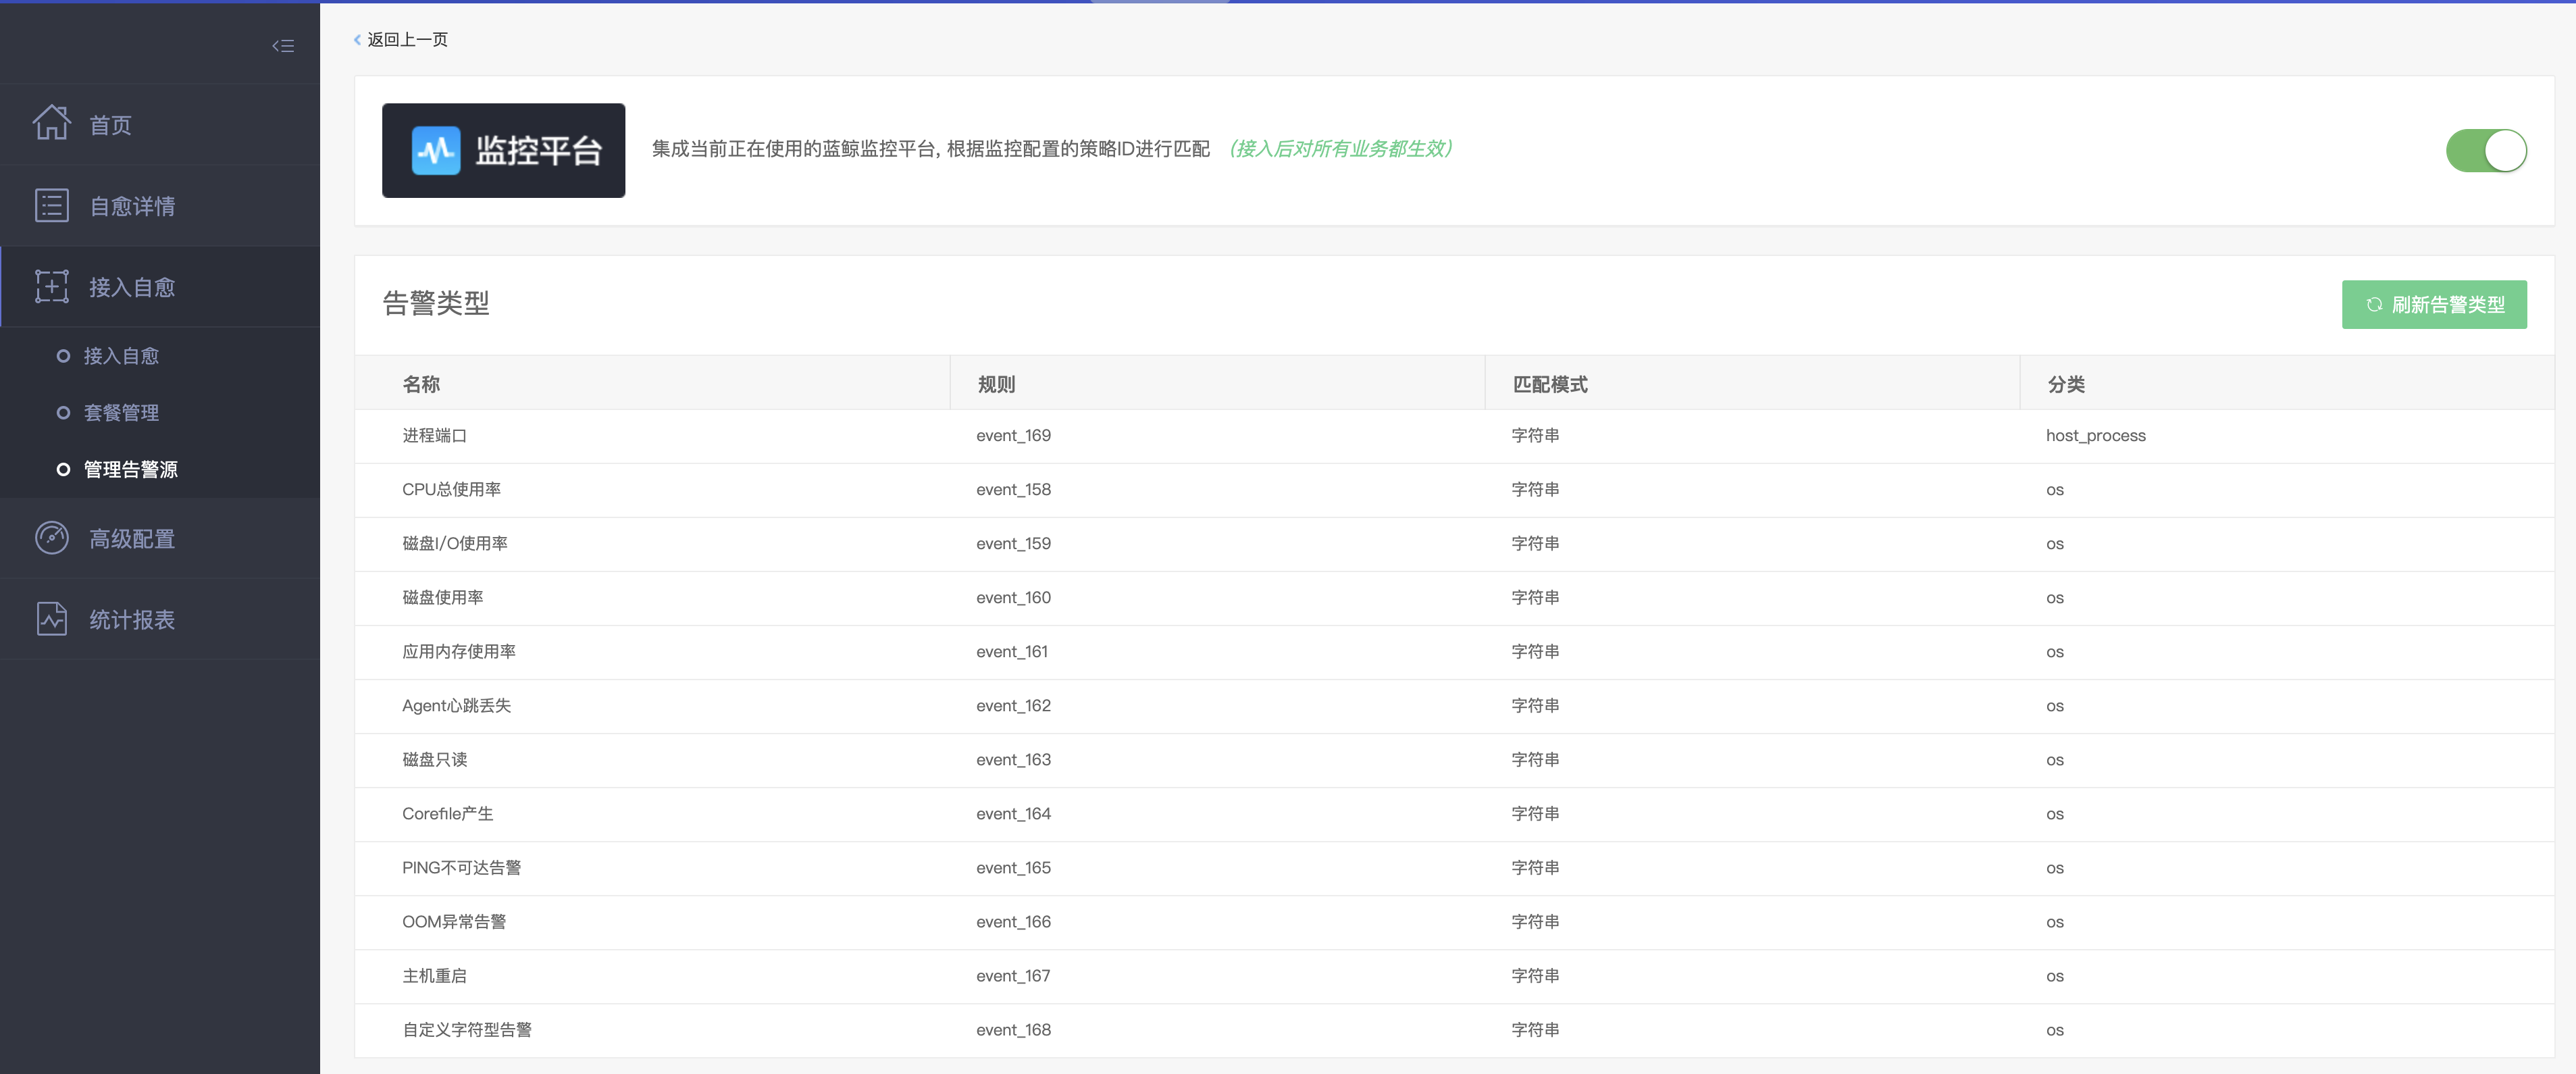 返回上一页
首页
自愈详情
接入自愈
接入自愈
套餐管理
管理告警源
高级配置
统计报表
监控平台
集成当前正在使用的蓝鲸监控平台, 根据监控配置的策略ID进行匹配 (接入后对所有业务都生效)
告警类型
刷新告警类型
名称 规则 匹配模式 分类
进程端口 event_169 字符串 host_process
CPU总使用率 event_158 字符串 os
磁盘I/O使用率 event_159 字符串 os
磁盘使用率 event_160 字符串 os
应用内存使用率 event_161 字符串 os
Agent心跳丢失 event_162 字符串 os
磁盘只读 event_163 字符串 os
Corefile产生 event_164 字符串 os
PING不可达告警 event_165 字符串 os
OOM异常告警 event_166 字符串 os
主机重启 event_167 字符串 os
自定义字符型告警 event_168 字符串 os